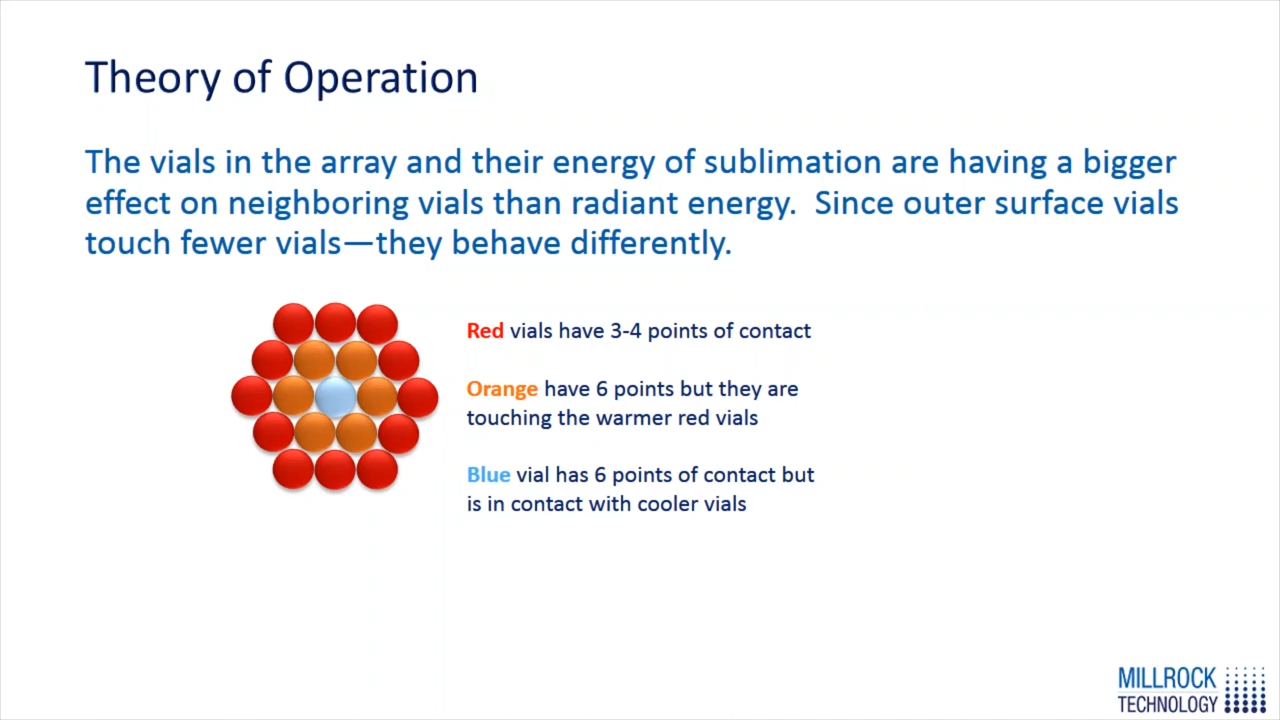 Theory of Operation
The vials in the array and their energy of sublimation are having a bigger
effect on neighboring vials than radiant energy.  Since outer surface vials
touch fewer vials—they behave differently.
Red vials have 3-4 points of contact
Orange have 6 points but they are
touching the warmer red vials
Blue vial has 6 points of contact but
is in contact with cooler vials
MILLROCK
TECHNOLOGY